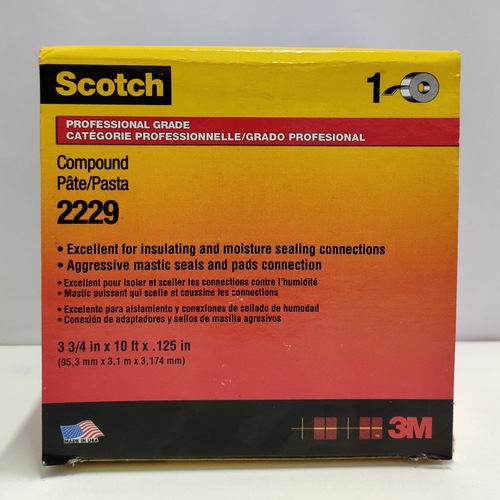 Scotch
1
PROFESSIONAL GRADE
CATÉGORIE PROFESSIONNELLE/GRADO PROFESIONAL
Compound
Pâte/Pasta
2229
• Excellent for insulating and moisture sealing connections
• Aggressive mastic seals and pads connection
• Excellent pour isoler et sceller les connections contre l'humidité
• Mastic puissant qui scelle et coussine les connections
• Excelente para aislamiento y conexiones de sellado de humedad
• Conexión de adaptadores y sellos de masilla agresivos
3 3/4 in x 10 ft x .125 in
(95,3 mm x 3,1 m x 3,174 mm)
MADE IN U.S.A.
3M